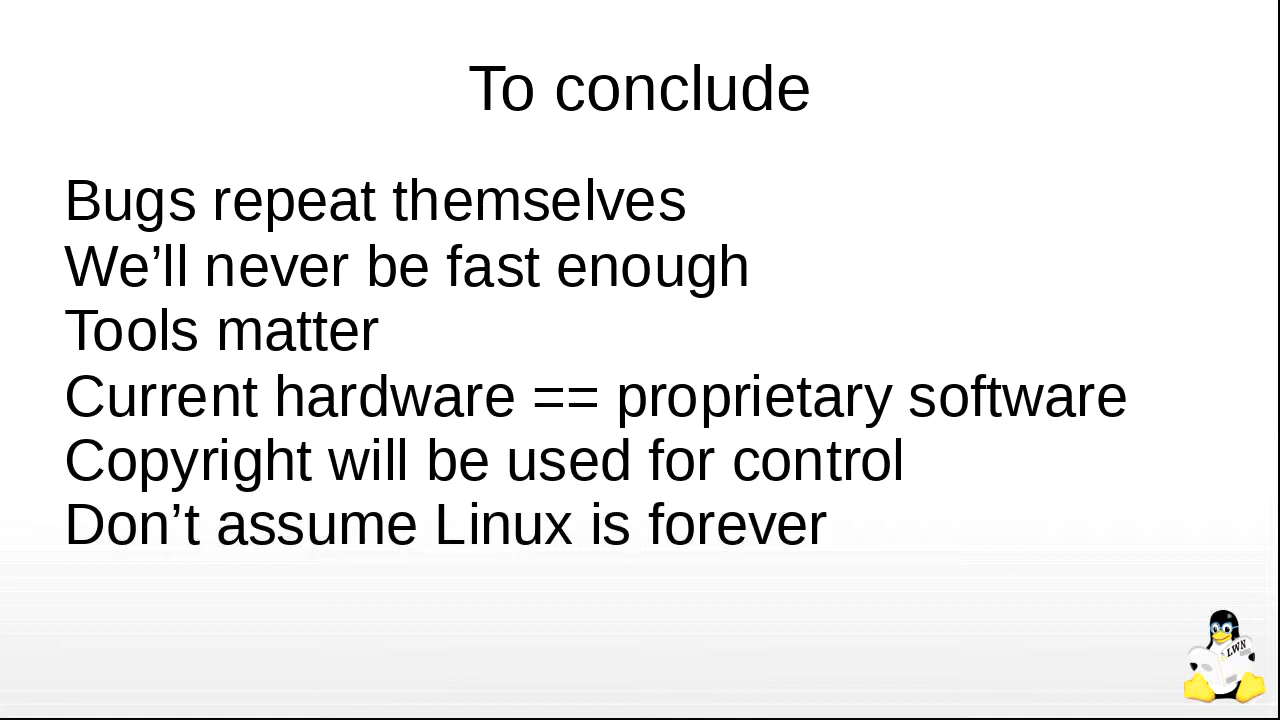 To conclude
Bugs repeat themselves
We’ll never be fast enough
Tools matter
Current hardware == proprietary software
Copyright will be used for control
Don’t assume Linux is forever
LWN